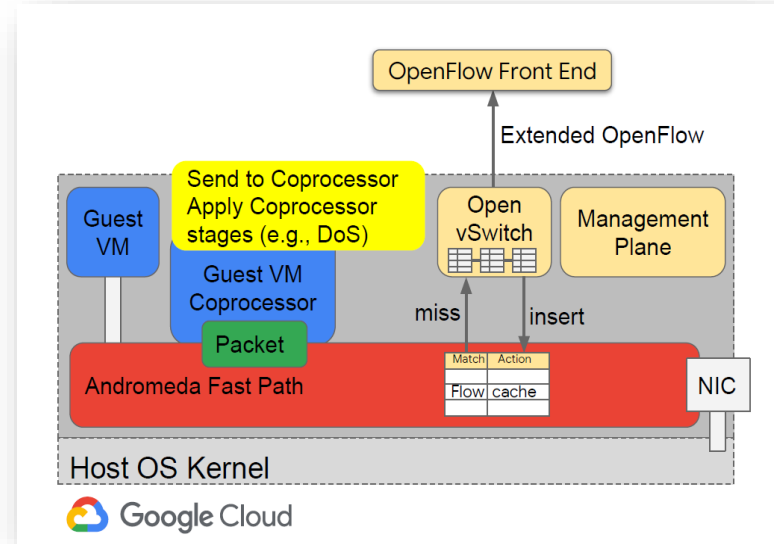 OpenFlow Front End
Extended OpenFlow
Send to Coprocessor
Apply Coprocessor
stages (e.g., DoS)
Guest
VM
Open
vSwitch
Management
Plane
Guest VM
Coprocessor
miss
insert
Packet
Match Action
Andromeda Fast Path
Flow cache
NIC
Host OS Kernel
Google Cloud